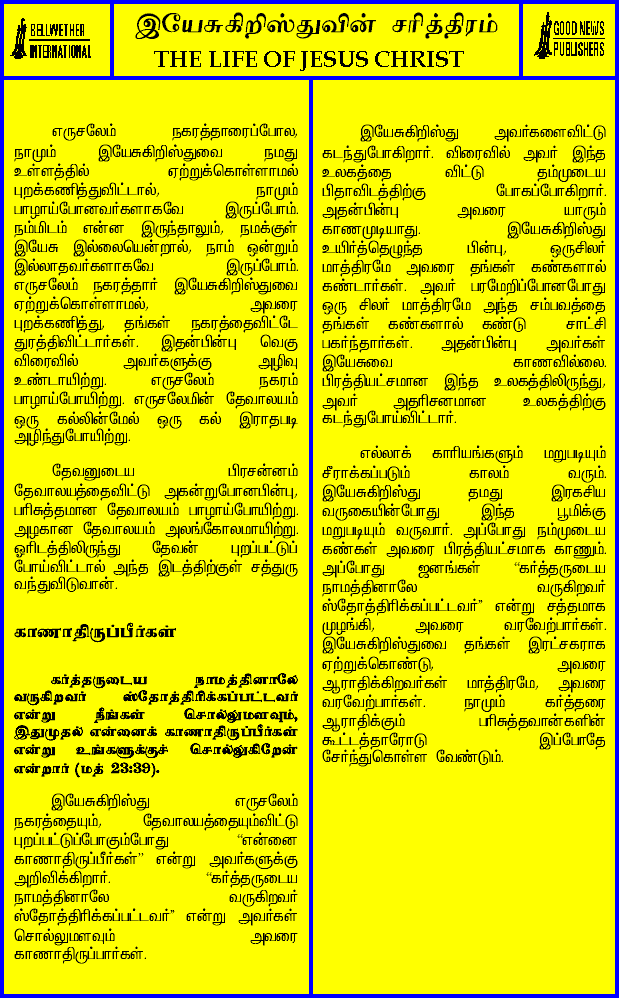 BELLWETHER
INTERNATIONAL
இயேசுகிறிஸ்துவின் சரித்திரம்
THE LIFE OF JESUS CHRIST
GOOD NEWS
PUBLISHERS
எருசலேம் நகரத்தாரைப்போல,
நாமும் இயேசுகிறிஸ்துவை நமது
உள்ளத்தில் ஏற்றுக்கொள்ளாமல்
புறக்கணித்துவிட்டால், நாமும்
பாழாய்போனவர்களாகவே இருப்போம்.
நம்மிடம் என்ன இருந்தாலும், நமக்குள்
இயேசு இல்லையென்றால், நாம் ஒன்றும்
இல்லாதவர்களாகவே இருப்போம்.
எருசலேம் நகரத்தார் இயேசுகிறிஸ்துவை
ஏற்றுக்கொள்ளாமல், அவரை
புறக்கணித்து, தங்கள் நகரத்தைவிட்டே
துரத்திவிட்டார்கள். இதன்பின்பு வெகு
விரைவில் அவர்களுக்கு அழிவு
உண்டாயிற்று. எருசலேம் நகரம்
பாழாய்போயிற்று. எருசலேமின் தேவாலயம்
ஒரு கல்லின்மேல் ஒரு கல் இராதபடி
அழிந்துபோயிற்று.
தேவனுடைய பிரசன்னம்
தேவாலயத்தைவிட்டு அகன்றுபோனபின்பு,
பரிசுத்தமான தேவாலயம் பாழாய்போயிற்று.
அழகான தேவாலயம் அலங்கோலமாயிற்று.
ஓரிடத்திலிருந்து தேவன் புறப்பட்டுப்
போய்விட்டால் அந்த இடத்திற்குள் சத்துரு
வந்துவிடுவான்.
காணாதிருப்பீர்கள்
கர்த்தருடைய நாமத்தினாலே
வருகிறவர் ஸ்தோத்திரிக்கப்பட்டவர்
என்று நீங்கள் சொல்லுமளவும்,
இதுமுதல் என்னைக் காணாதிருப்பீர்கள்
என்று உங்களுக்குச் சொல்லுகிறேன்
என்றார் (மத் 23:39).
இயேசுகிறிஸ்து எருசலேம்
நகரத்தையும், தேவாலயத்தையும்விட்டு
புறப்பட்டுப்போகும்போது “என்னை
காணாதிருப்பீர்கள்” என்று அவர்களுக்கு
அறிவிக்கிறார். “கர்த்தருடைய
நாமத்தினாலே வருகிறவர்
ஸ்தோத்திரிக்கப்பட்டவர்” என்று அவர்கள்
சொல்லுமளவும் அவரை
காணாதிருப்பார்கள்.
இயேசுகிறிஸ்து அவர்களைவிட்டு
கடந்துபோகிறார். விரைவில் அவர் இந்த
உலகத்தை விட்டு தம்முடைய
பிதாவிடத்திற்கு போகப்போகிறார்.
அதன்பின்பு அவரை யாரும்
காணமுடியாது. இயேசுகிறிஸ்து
உயிர்த்தெழுந்த பின்பு, ஒருசிலர்
மாத்திரமே அவரை தங்கள் கண்களால்
கண்டார்கள். அவர் பரமேறிப்போனபோது
ஒரு சிலர் மாத்திரமே அந்த சம்பவத்தை
தங்கள் கண்களால் கண்டு சாட்சி
பகர்ந்தார்கள். அதன்பின்பு அவர்கள்
இயேசுவை காணவில்லை.
பிரத்தியட்சமான இந்த உலகத்திலிருந்து,
அவர் அதரிசனமான உலகத்திற்கு
கடந்துபோய்விட்டார்.
எல்லாக் காரியங்களும் மறுபடியும்
சீராக்கப்படும் காலம் வரும்.
இயேசுகிறிஸ்து தமது இரகசிய
வருகையின்போது இந்த பூமிக்கு
மறுபடியும் வருவார். அப்போது நம்முடைய
கண்கள் அவரை பிரத்தியட்சமாக காணும்.
அப்போது ஜனங்கள் “கர்த்தருடைய
நாமத்தினாலே வருகிறவர்
ஸ்தோத்திரிக்கப்பட்டவர்” என்று சத்தமாக
முழங்கி, அவரை வரவேற்பார்கள்.
இயேசுகிறிஸ்துவை தங்கள் இரட்சகராக
ஏற்றுக்கொண்டு, அவரை
ஆராதிக்கிறவர்கள் மாத்திரமே, அவரை
வரவேற்பார்கள். நாமும் கர்த்தரை
ஆராதிக்கும் பரிசுத்தவான்களின்
கூட்டத்தாரோடு இப்போதே
சேர்ந்துகொள்ள வேண்டும்.